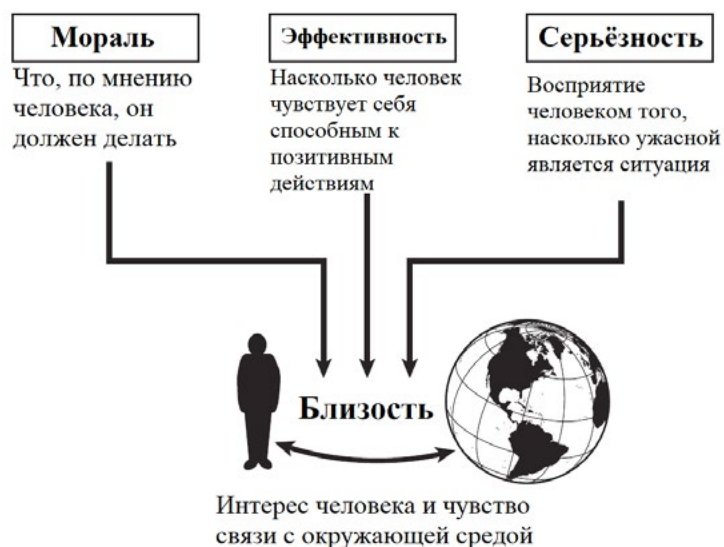 Мораль
Что, по мнению
человека, он
должен делать
Эффективность
Насколько человек
чувствует себя
способным к
позитивным
действиям
Серьёзность
Восприятие
человеком того,
насколько ужасной
является ситуация
Близость
Интерес человека и чувство
связи с окружающей средой